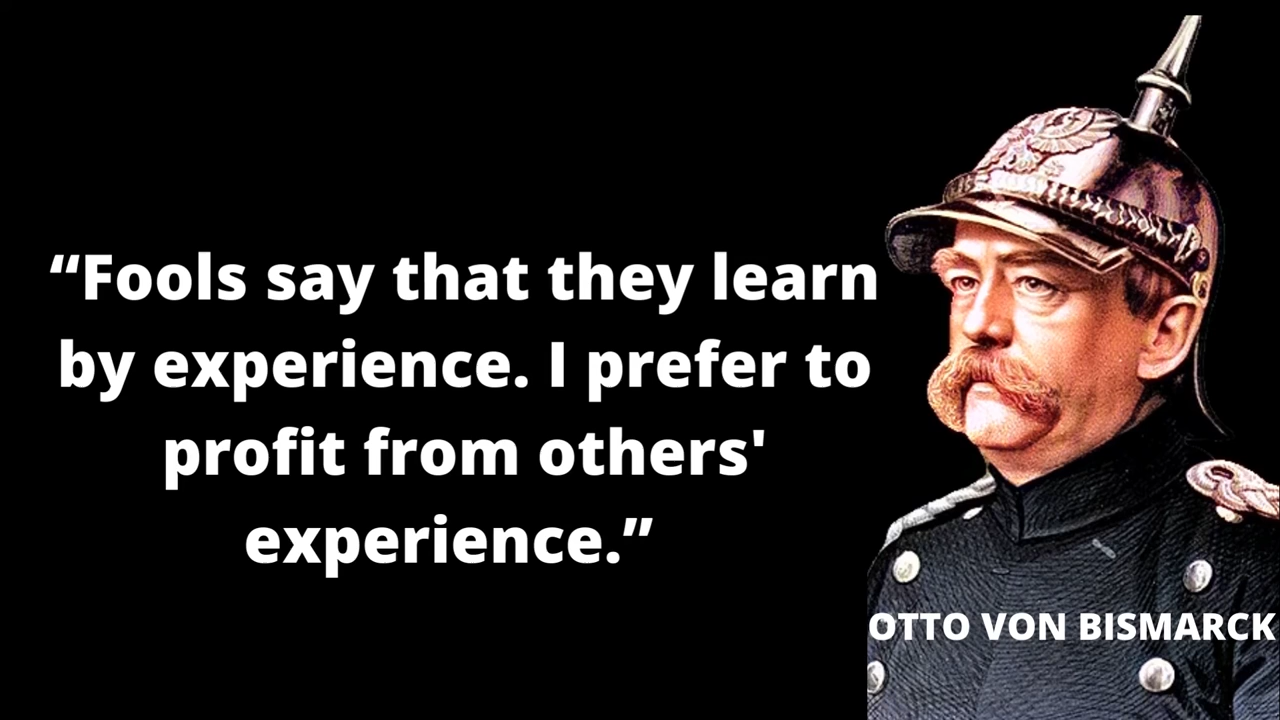 “Fools say that they learn
by experience. I prefer to
profit from others'
experience.”
OTTO VON BISMARCK